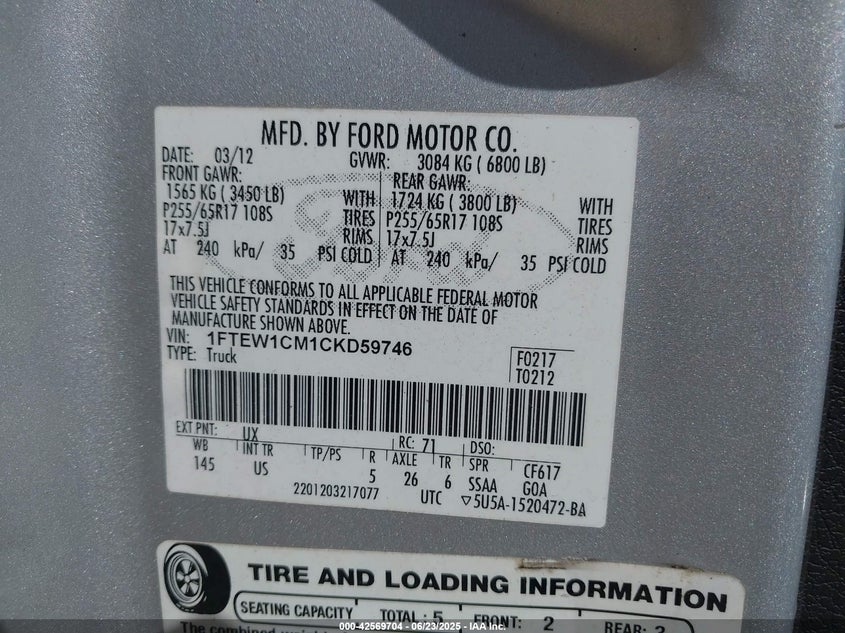 MFD. BY FORD MOTOR CO.
DATE: 03/12 GVWR: 3084 KG ( 6800 LB)
FRONT GAWR: REAR GAWR:
1565 KG ( 3450 LB) WITH 1724 KG ( 3800 LB) WITH
P255/65R17 108S TIRES P255/65R17 108S TIRES
17x7.5J RIMS 17x7.5J RIMS
AT 240 kPa/ 35 PSI COLD AT 240 kPa/ 35 PSI COLD
THIS VEHICLE CONFORMS TO ALL APPLICABLE FEDERAL MOTOR
VEHICLE SAFETY STANDARDS IN EFFECT ON THE DATE OF
MANUFACTURE SHOWN ABOVE.
VIN: 1FTEW1CM1CKD59746
TYPE: Truck
F0217
T0212
EXT PNT: UX RC: 71 DSO:
WB INT TR TP/PS R AXLE TR SPR CF617
145 US 5 26 6 SSAA GOA
2201203217077 UTC ▽5U5A-1520472-BA
TIRE AND LOADING INFORMATION
SEATING CAPACITY TOTAL: 5 FRONT: 2 REAR:
The combined
000-42569704 - 06/23/2025 - IAA Inc.